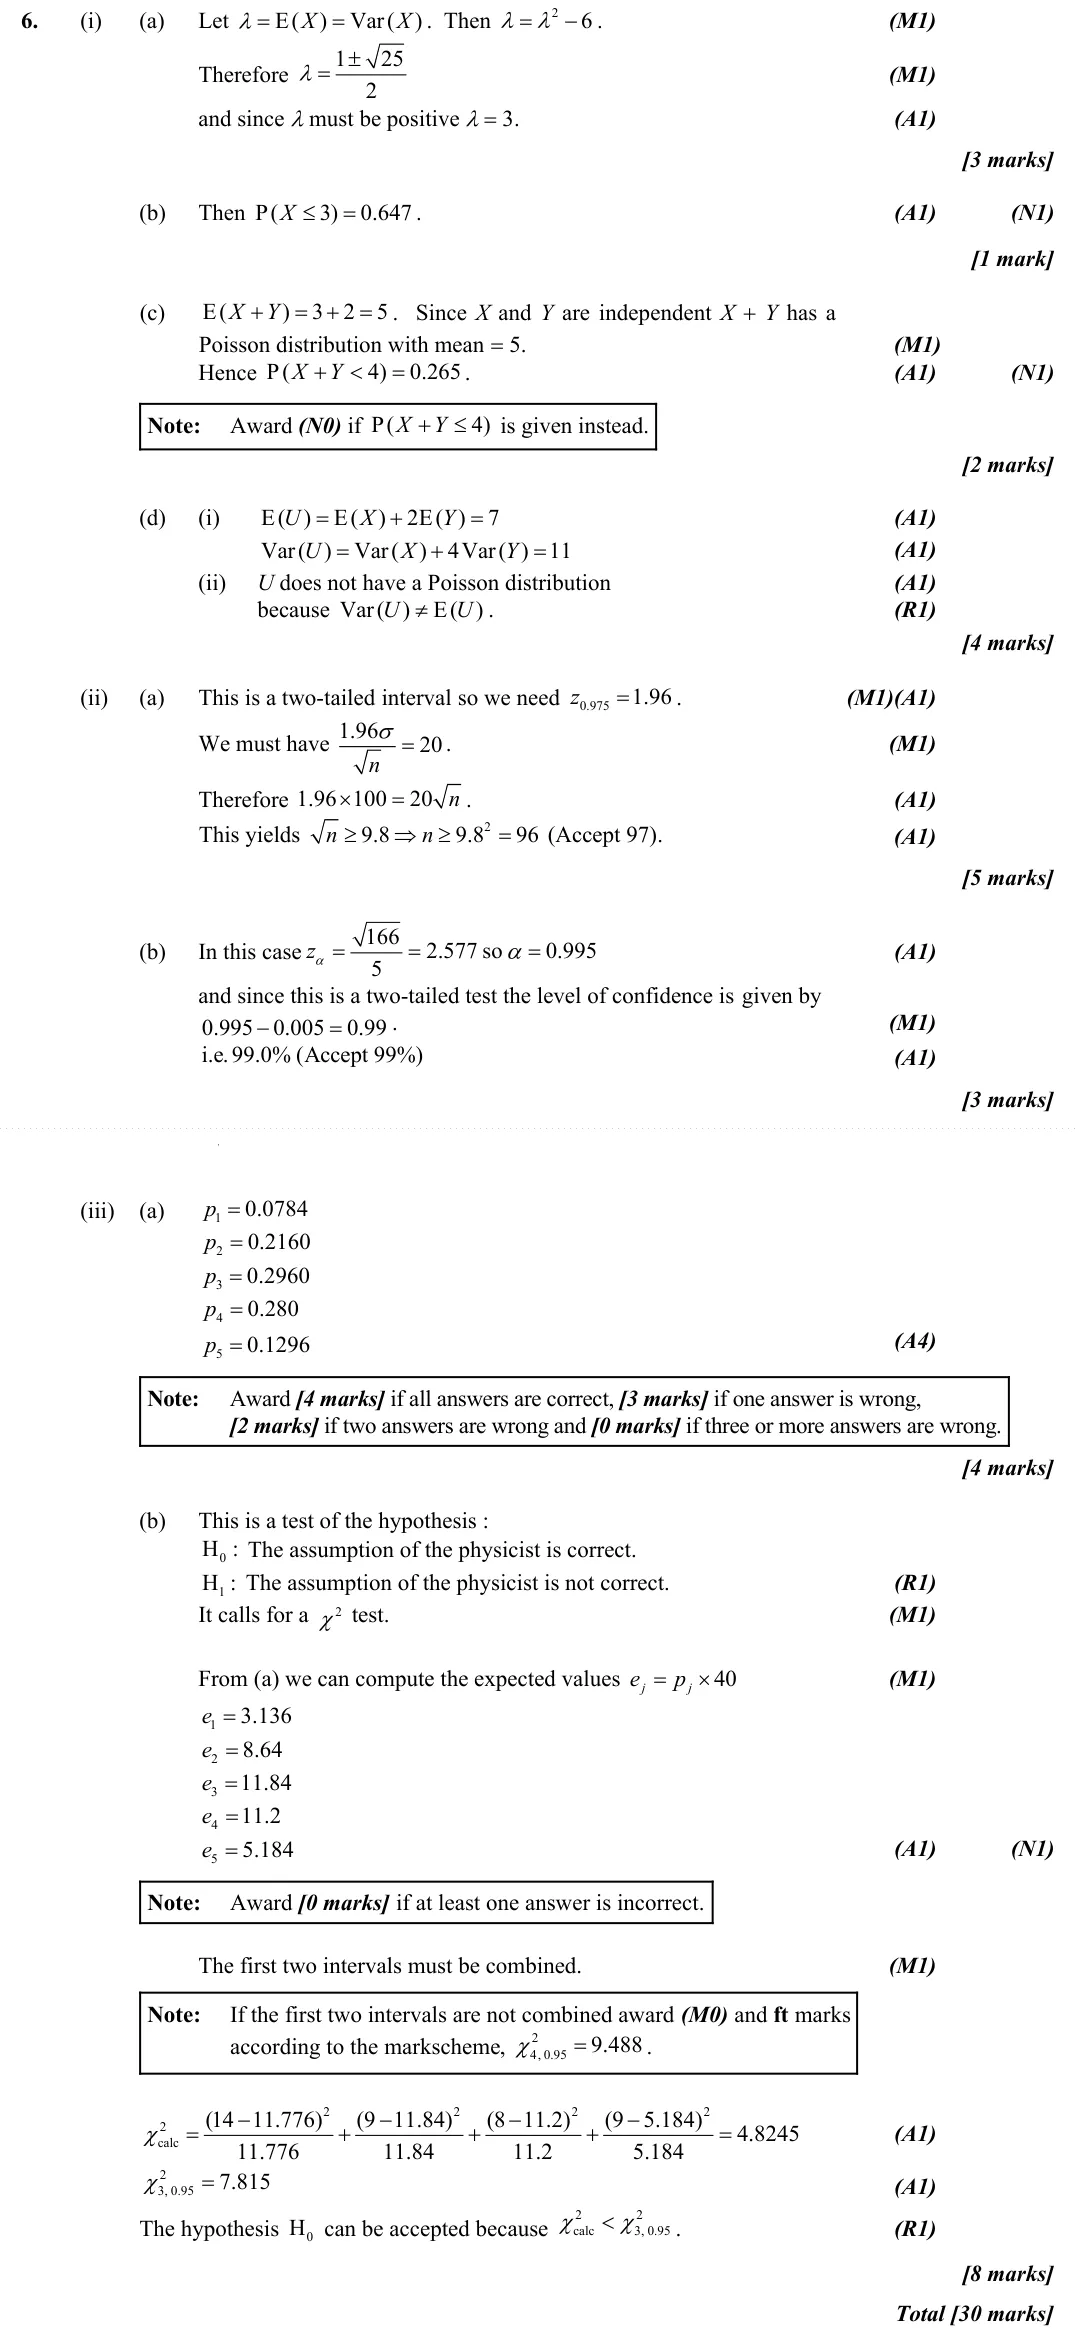 6. (i) (a) Let λ = E(X) = Var(X). Then λ = λ² − 6. (M1)
Therefore λ = (1 ± √25)/2 (M1)
and since λ must be positive λ = 3. (A1)
[3 marks]
(b) Then P(X ≤ 3) = 0.647. (A1) (N1)
[1 mark]
(c) E(X + Y) = 3 + 2 = 5. Since X and Y are independent X + Y has a
Poisson distribution with mean = 5. (M1)
Hence P(X + Y < 4) = 0.265. (A1) (N1)
Note: Award (N0) if P(X + Y ≤ 4) is given instead.
[2 marks]
(d) (i) E(U) = E(X) + 2E(Y) = 7 (A1)
Var(U) = Var(X) + 4Var(Y) = 11 (A1)
(ii) U does not have a Poisson distribution (A1)
because Var(U) ≠ E(U). (R1)
[4 marks]
(ii) (a) This is a two-tailed interval so we need z₀.₉₇₅ = 1.96. (M1)(A1)
We must have 1.96σ/√n = 20. (M1)
Therefore 1.96 × 100 = 20√n. (A1)
This yields √n ≥ 9.8 ⇒ n ≥ 9.8² = 96 (Accept 97). (A1)
[5 marks]
(b) In this case z_α = √166/5 = 2.577 so α = 0.995 (A1)
and since this is a two-tailed test the level of confidence is given by
0.995 − 0.005 = 0.99. (M1)
i.e. 99.0% (Accept 99%) (A1)
[3 marks]
(iii) (a) p₁ = 0.0784
p₂ = 0.2160
p₃ = 0.2960
p₄ = 0.280
p₅ = 0.1296 (A4)
Note: Award [4 marks] if all answers are correct, [3 marks] if one answer is wrong,
[2 marks] if two answers are wrong and [0 marks] if three or more answers are wrong.
[4 marks]
(b) This is a test of the hypothesis :
H₀ : The assumption of the physicist is correct.
H₁ : The assumption of the physicist is not correct. (R1)
It calls for a χ² test. (M1)
From (a) we can compute the expected values e_j = p_j × 40 (M1)
e₁ = 3.136
e₂ = 8.64
e₃ = 11.84
e₄ = 11.2
e₅ = 5.184 (A1) (N1)
Note: Award [0 marks] if at least one answer is incorrect.
The first two intervals must be combined. (M1)
Note: If the first two intervals are not combined award (M0) and ft marks
according to the markscheme, χ²₄,₀.₉₅ = 9.488.
χ²calc = (14 − 11.776)²/11.776 + (9 − 11.84)²/11.84 + (8 − 11.2)²/11.2 + (9 − 5.184)²/5.184 = 4.8245 (A1)
χ²₃,₀.₉₅ = 7.815 (A1)
The hypothesis H₀ can be accepted because χ²calc < χ²₃,₀.₉₅. (R1)
[8 marks]
Total [30 marks]